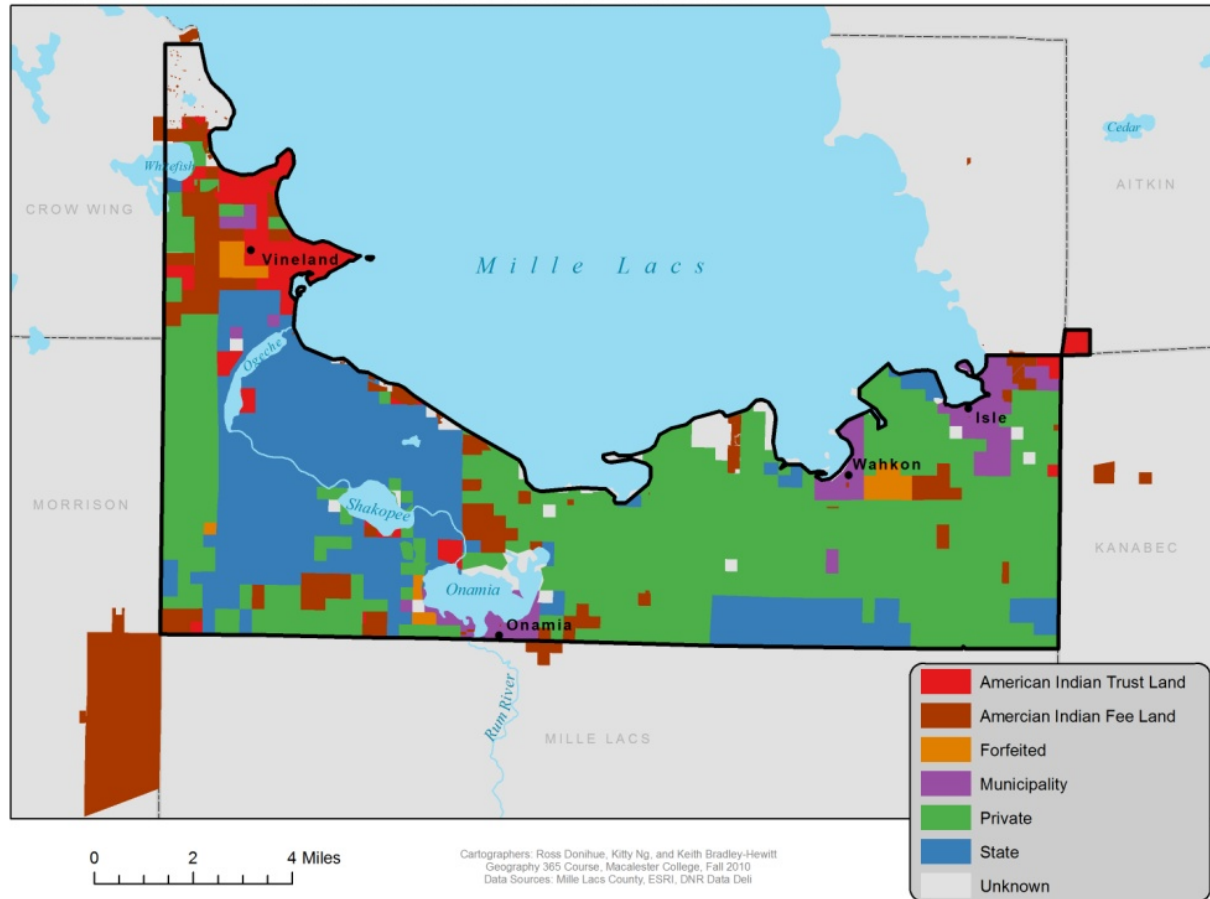 Cedar
AITKIN
Whitefish
CROW WING
Vineland
Mille Lacs
Ogeche
Isle
Wahkon
MORRISON
Shakopee
KANABEC
Onamia
Onamia
Rum River
MILLE LACS
American Indian Trust Land
Amercian Indian Fee Land
Forfeited
Municipality
Private
State
Unknown
0 2 4 Miles
Cartographers: Ross Donihue, Kitty Ng, and Keith Bradley-Hewitt
Geography 365 Course, Macalester College, Fall 2010
Data Sources: Mille Lacs County, ESRI, DNR Data Deli